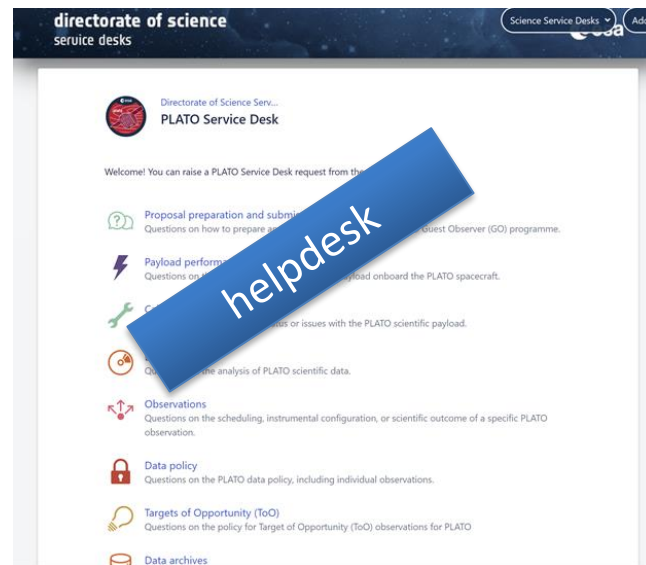 directorate of science
service desks
Science Service Desks
Add
esa
Directorate of Science Serv...
PLATO Service Desk
Welcome! You can raise a PLATO Service Desk request from the
Proposal preparation and submi
Questions on how to prepare an Guest Observer (GO) programme.
Payload perform
Questions on payload onboard the PLATO spacecraft.
status or issues with the PLATO scientific payload.
the analysis of PLATO scientific data.
helpdesk
Observations
Questions on the scheduling, instrumental configuration, or scientific outcome of a specific PLATO
observation.
Data policy
Questions on the PLATO data policy, including individual observations.
Targets of Opportunity (ToO)
Questions on the policy for Target of Opportunity (ToO) observations for PLATO
Data archives